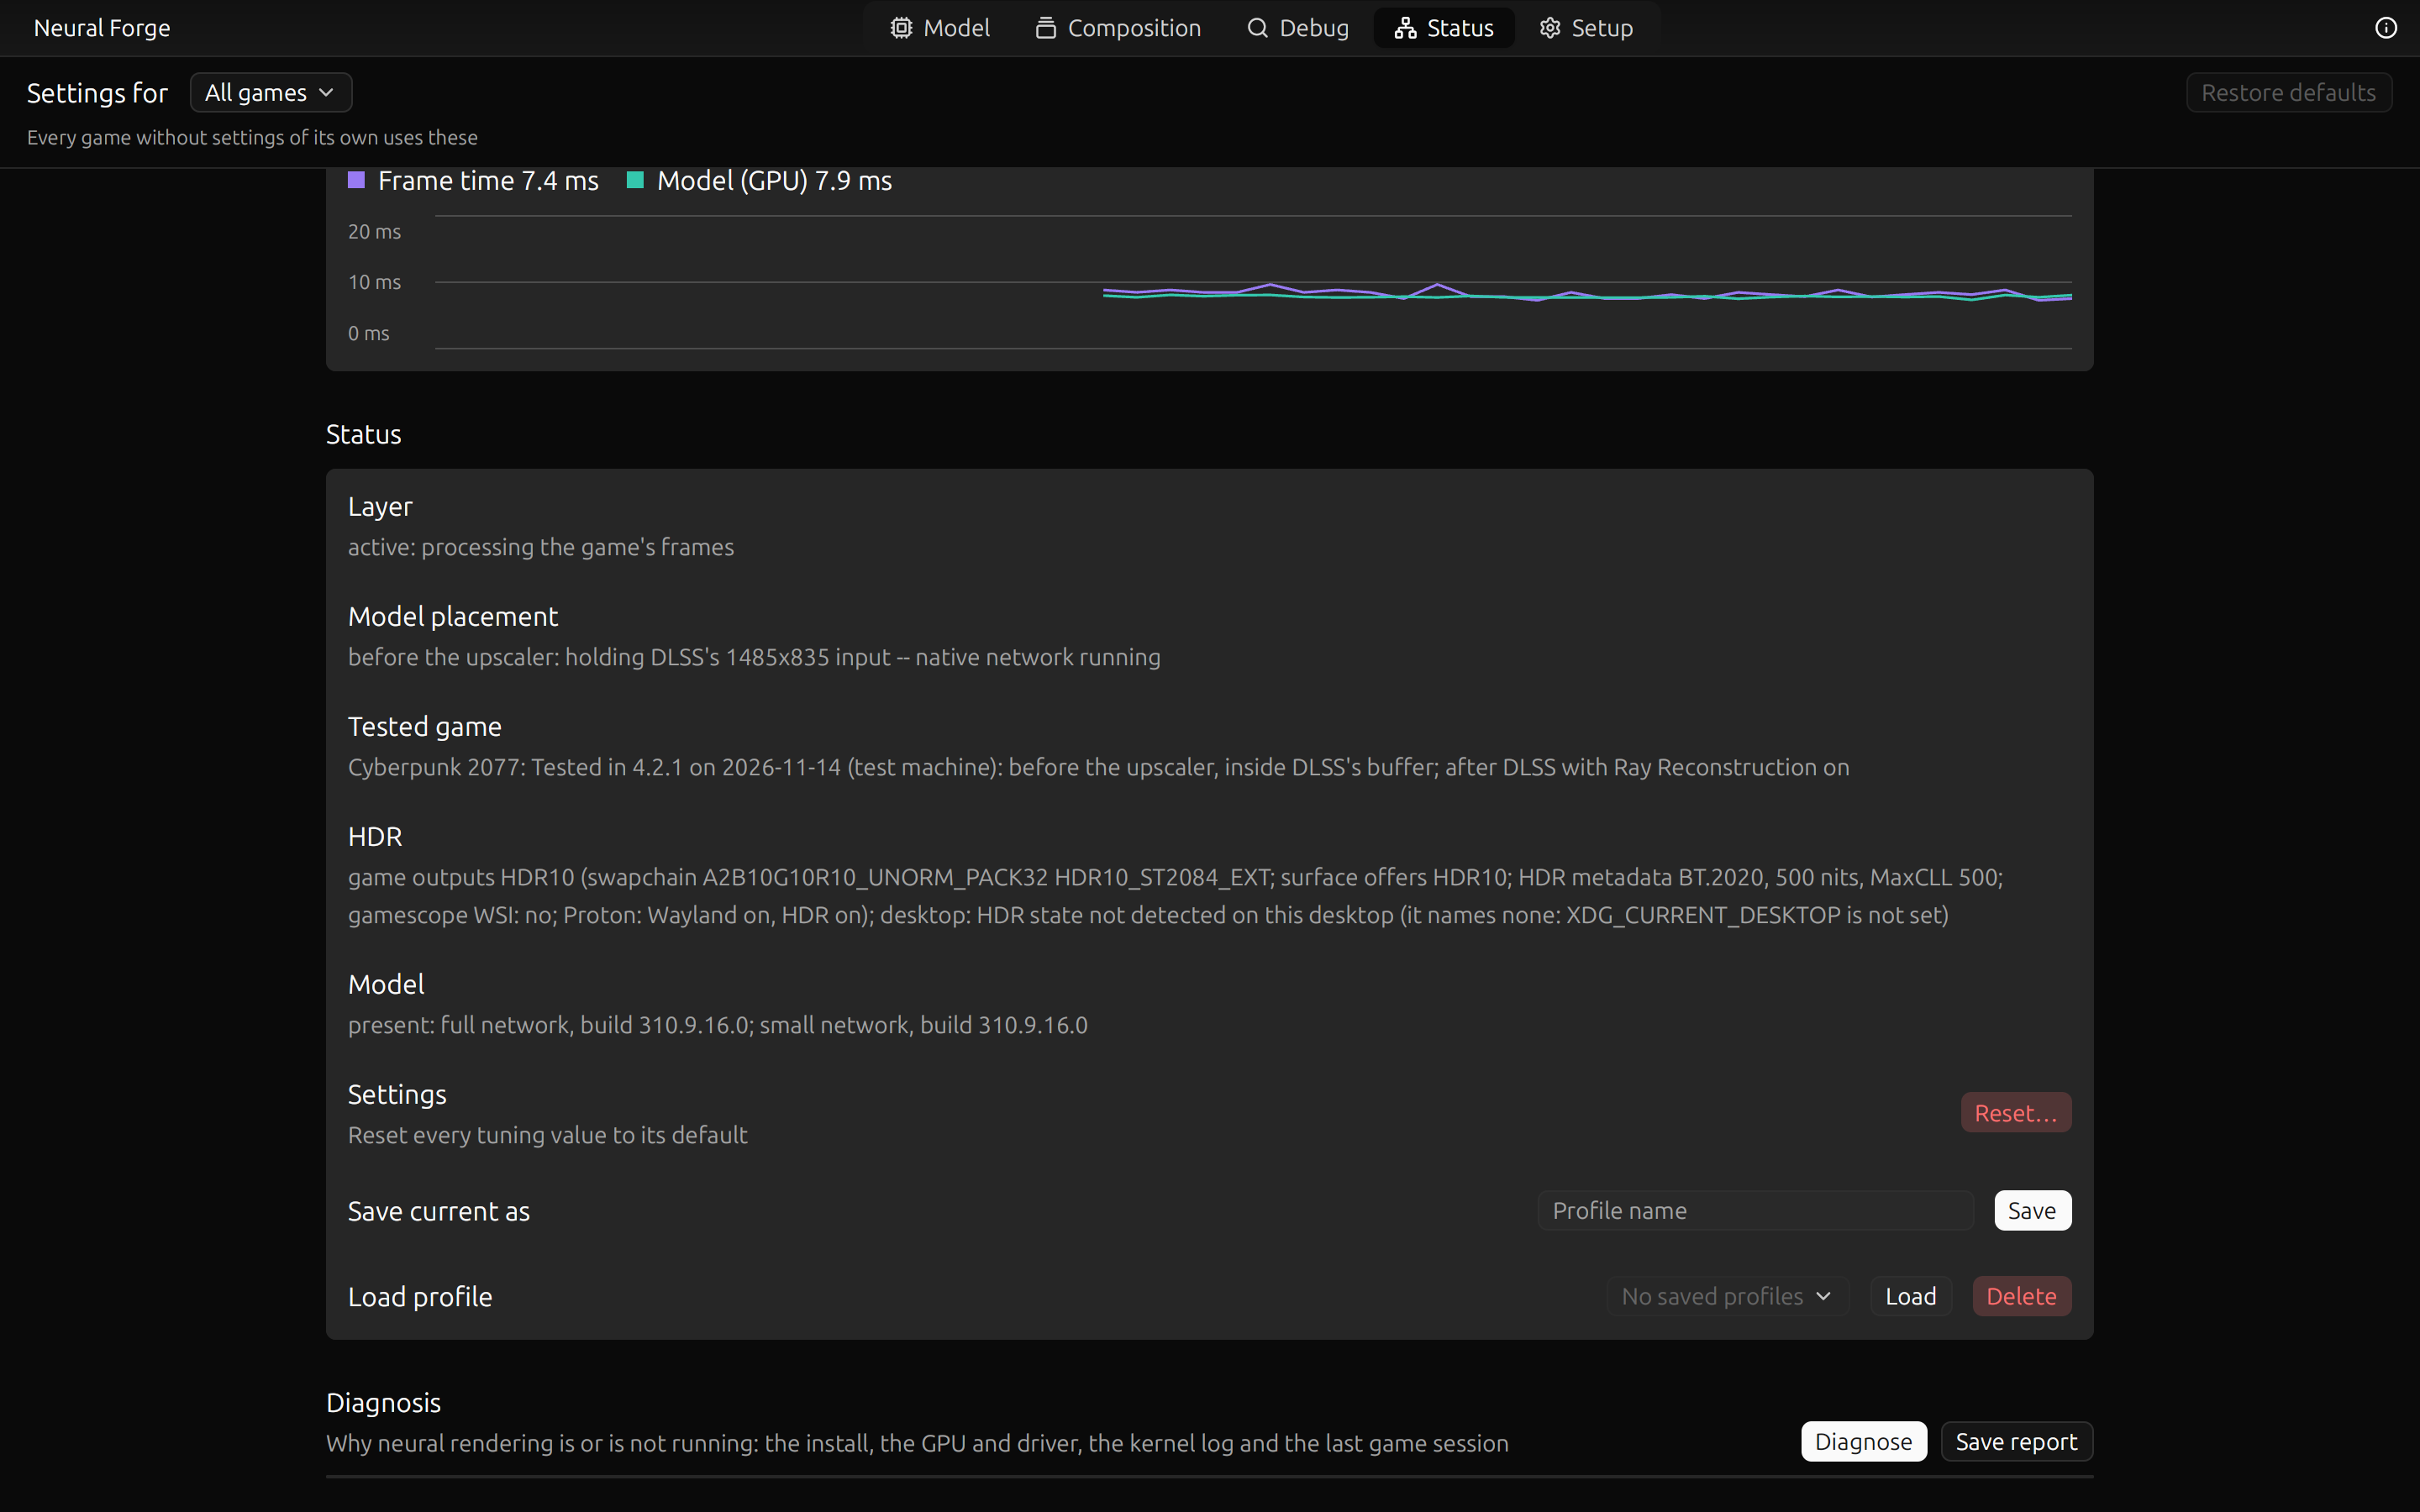 Neural Forge
Model
Composition
Debug
Status
Setup
Settings for
All games
Restore defaults
Every game without settings of its own uses these
Frame time 7.4 ms
Model (GPU) 7.9 ms
20 ms
10 ms
0 ms
Status
Layer
active: processing the game's frames
Model placement
before the upscaler: holding DLSS's 1485x835 input -- native network running
Tested game
Cyberpunk 2077: Tested in 4.2.1 on 2026-11-14 (test machine): before the upscaler, inside DLSS's buffer; after DLSS with Ray Reconstruction on
HDR
game outputs HDR10 (swapchain A2B10G10R10_UNORM_PACK32 HDR10_ST2084_EXT; surface offers HDR10; HDR metadata BT.2020, 500 nits, MaxCLL 500;
gamescope WSI: no; Proton: Wayland on, HDR on); desktop: HDR state not detected on this desktop (it names none: XDG_CURRENT_DESKTOP is not set)
Model
present: full network, build 310.9.16.0; small network, build 310.9.16.0
Settings
Reset every tuning value to its default
Reset...
Save current as
Profile name
Save
Load profile
No saved profiles
Load
Delete
Diagnosis
Why neural rendering is or is not running: the install, the GPU and driver, the kernel log and the last game session
Diagnose
Save report